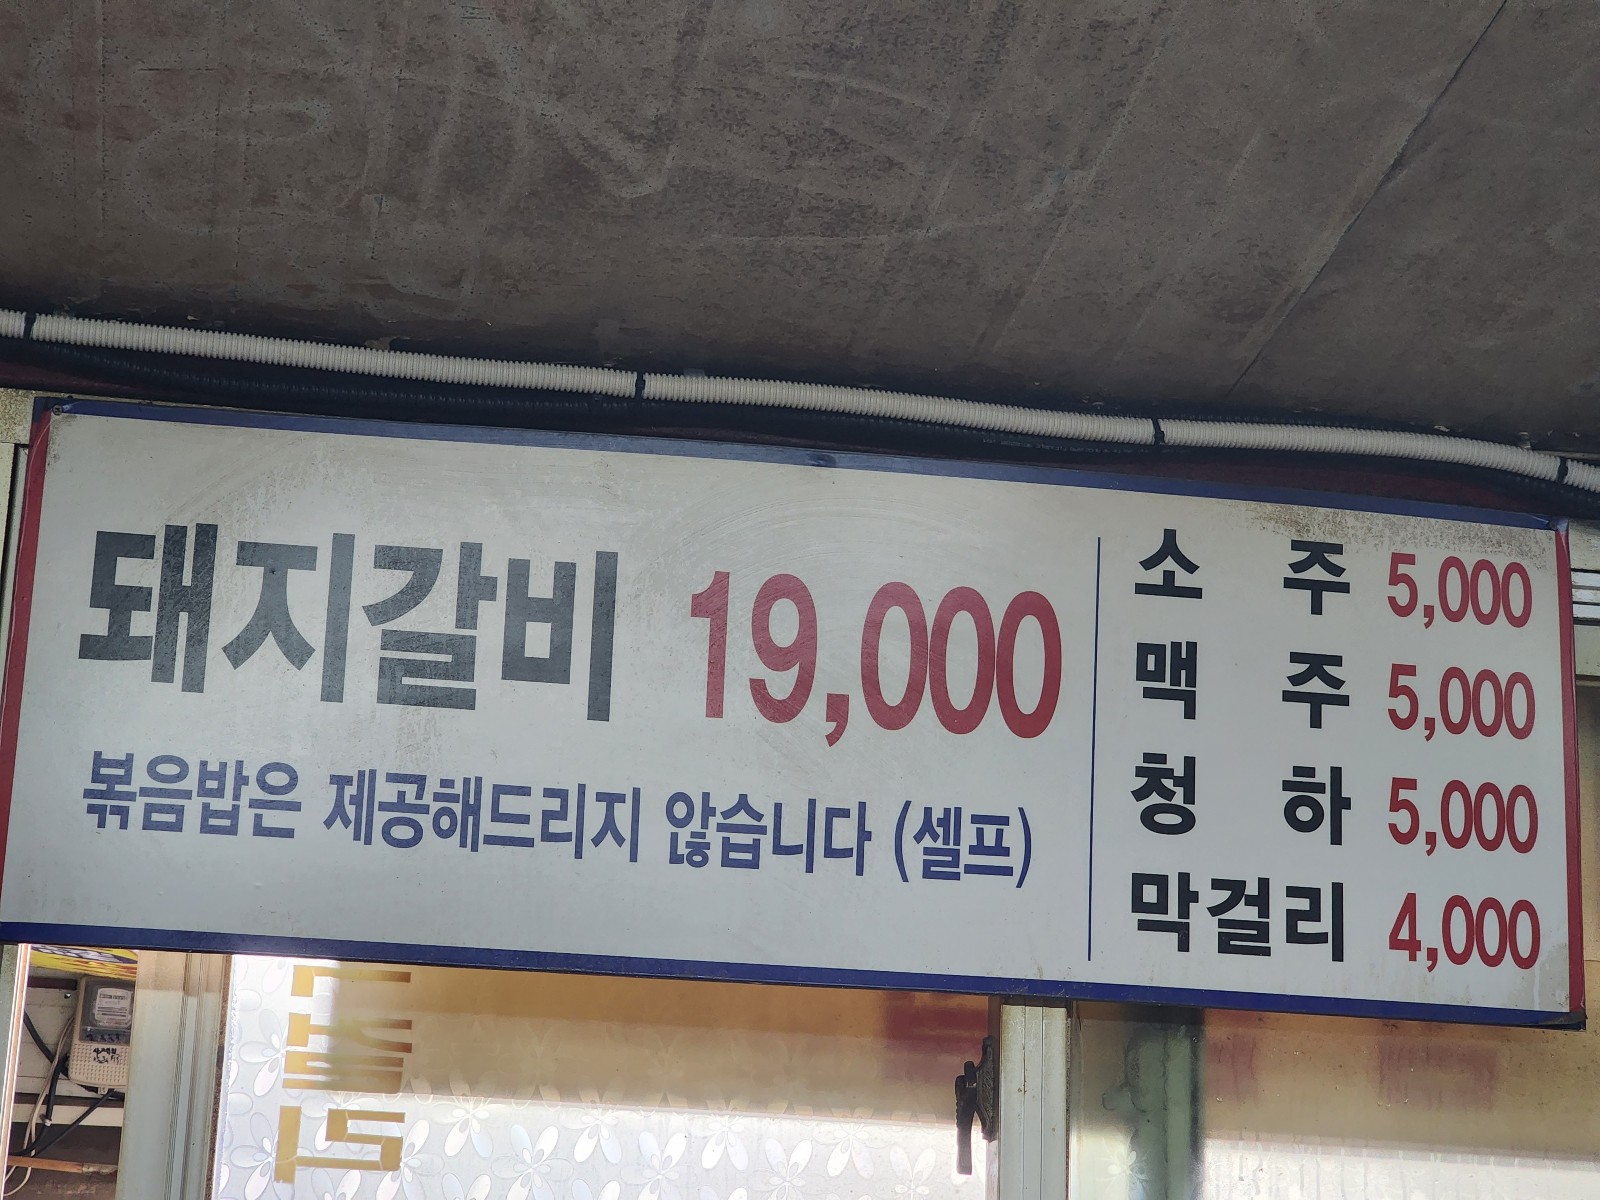 돼지갈비 19,000
볶음밥은 제공해드리지 않습니다 (셀프)
소 주 5,000
맥 주 5,000
청 하 5,000
막걸리 4,000